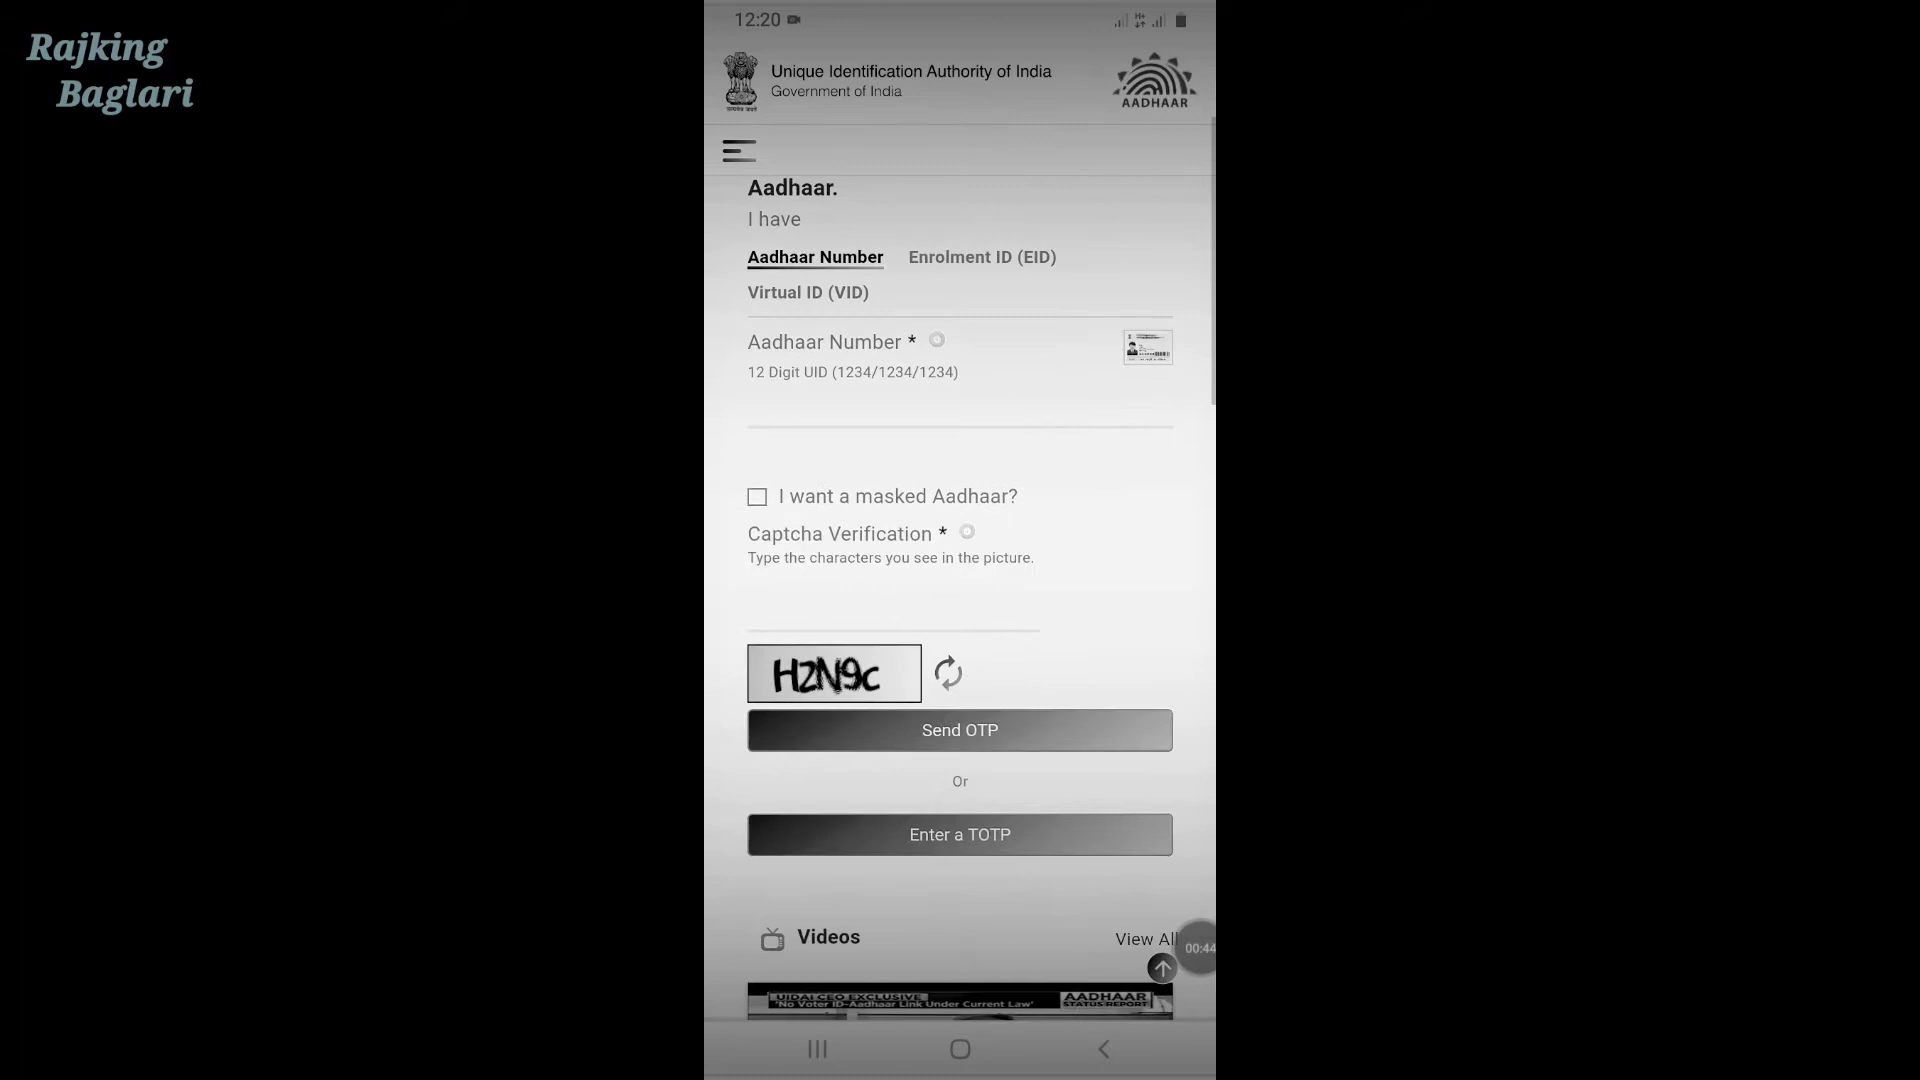 Rajking
Baglari
12:20
Unique Identification Authority of India
Government of India
AADHAAR
Aadhaar.
I have
Aadhaar Number Enrolment ID (EID)
Virtual ID (VID)
Aadhaar Number *
12 Digit UID (1234/1234/1234)
I want a masked Aadhaar?
Captcha Verification *
Type the characters you see in the picture.
H2N9c
Send OTP
Or
Enter a TOTP
Videos View All
00:44
UIDAI CEO EXCLUSIVE
'No Voter ID-Aadhaar Link Under Current Law'
AADHAAR
STATUS REPORT